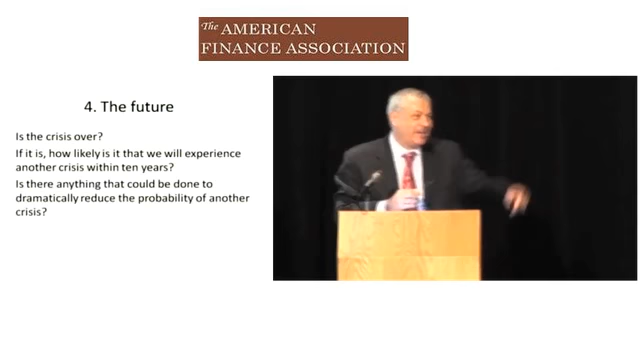 The AMERICAN
FINANCE ASSOCIATION
4. The future
Is the crisis over?
If it is, how likely is it that we will experience
another crisis within ten years?
Is there anything that could be done to
dramatically reduce the probability of another
crisis?